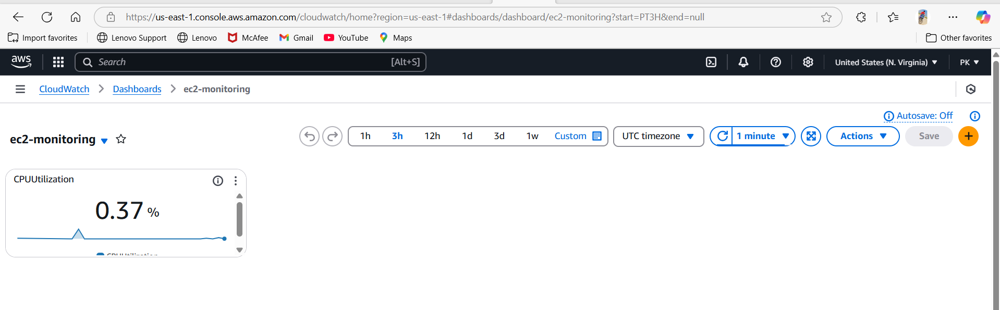 https://us-east-1.console.aws.amazon.com/cloudwatch/home?region=us-east-1#dashboards/dashboard/ec2-monitoring?start=PT3H&end=null
Import favorites Lenovo Support Lenovo McAfee Gmail YouTube Maps Other favorites
aws Search [Alt+S] United States (N. Virginia) PK
CloudWatch Dashboards ec2-monitoring
Autosave: Off
ec2-monitoring 1h 3h 12h 1d 3d 1w Custom UTC timezone 1 minute Actions Save
CPUUtilization
0.37 %
CPUUtilization